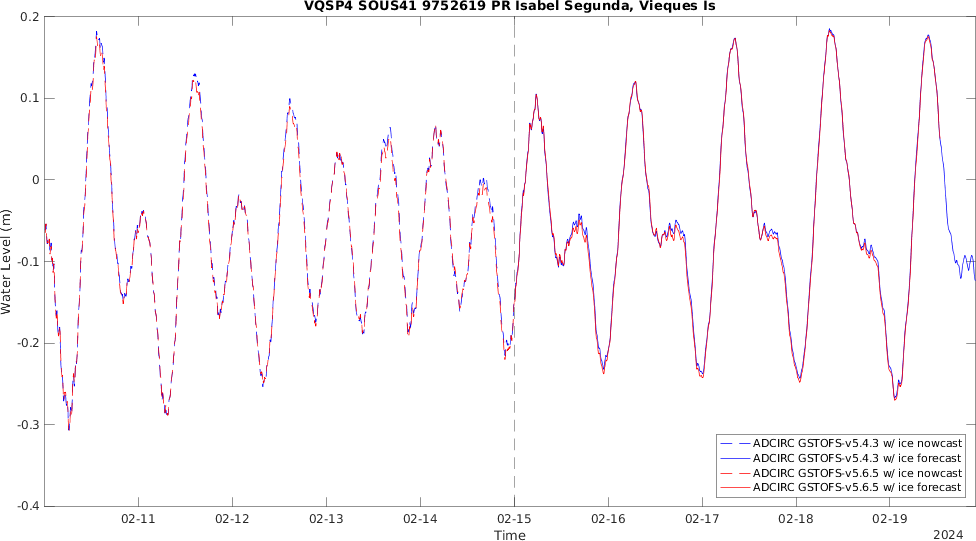 VQSP4 SOUS41 9752619 PR Isabel Segunda, Vieques Is
0.2
0.1
0
-0.1
-0.2
-0.3
-0.4
Water Level (m)
02-11 02-12 02-13 02-14 02-15 02-16 02-17 02-18 02-19
Time
2024
ADCIRC GSTOFS-v5.4.3 w/ ice nowcast
ADCIRC GSTOFS-v5.4.3 w/ ice forecast
ADCIRC GSTOFS-v5.6.5 w/ ice nowcast
ADCIRC GSTOFS-v5.6.5 w/ ice forecast